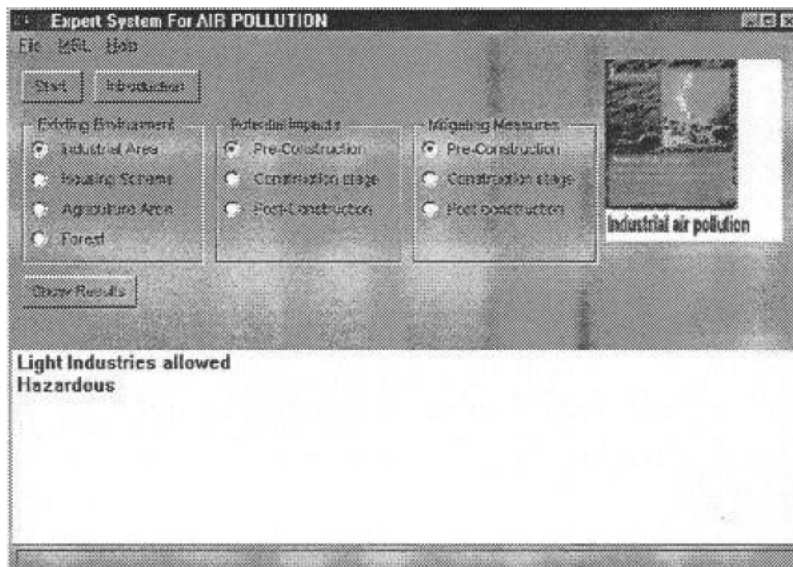 Expert System For AIR POLLUTION
File MSL Help
Start Introduction
Existing Environment
Industrial Area
Housing Scheme
Agriculture Area
Forest
Potential Impacts
Pre-Construction
Construction stage
Post-Construction
Mitigating Measures
Pre-Construction
Construction stage
Post construction
Industrial air pollution
Show Results
Light Industries allowed
Hazardous